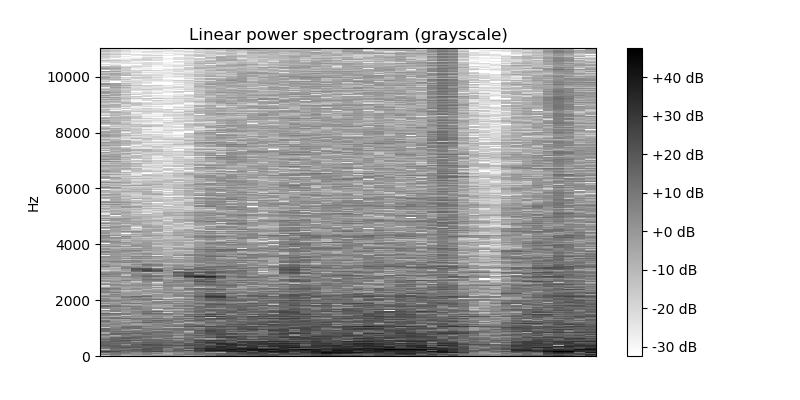 Linear power spectrogram (grayscale)
10000
8000
6000
4000
2000
0
Hz
+40 dB
+30 dB
+20 dB
+10 dB
+0 dB
-10 dB
-20 dB
-30 dB